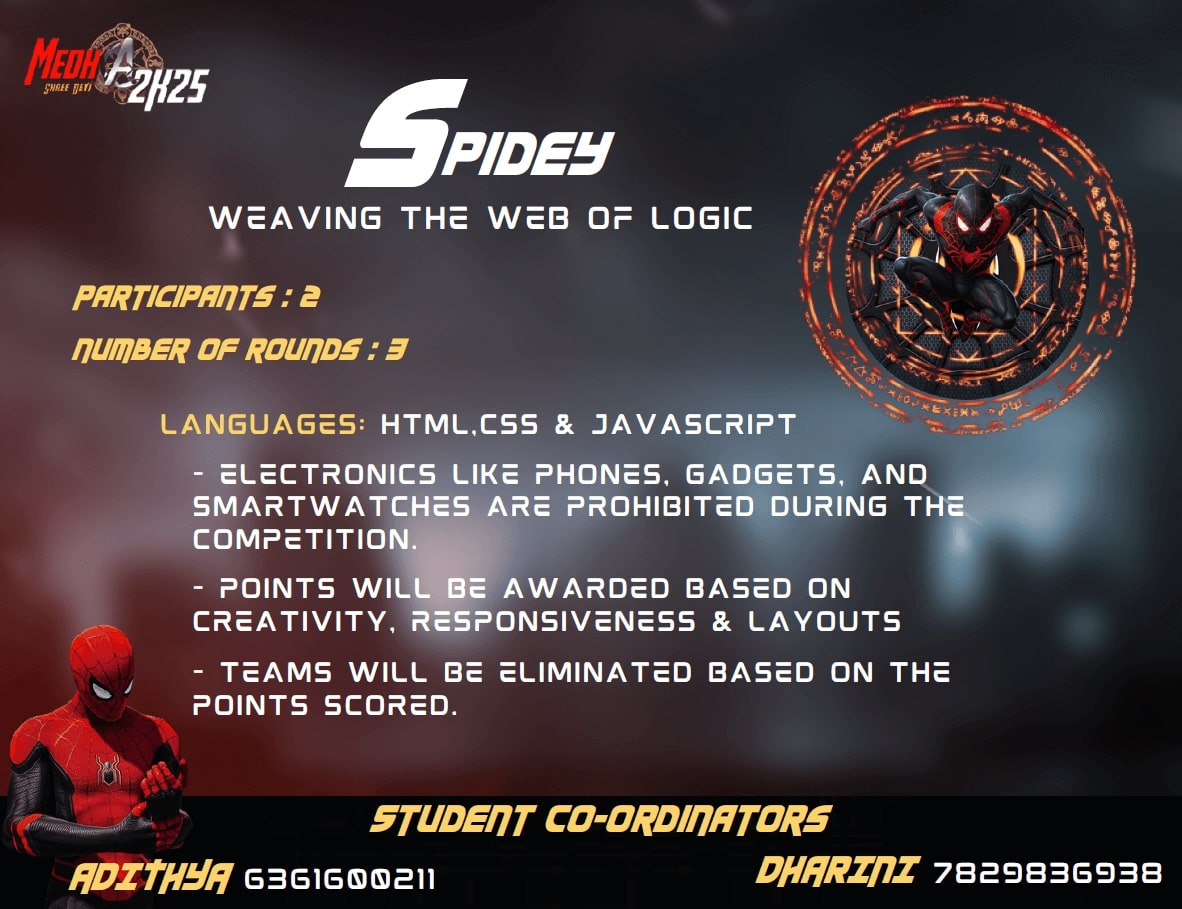 MEDHA
SHREE DEVI
2K25
SPIDEY
WEAVING THE WEB OF LOGIC
PARTICIPANTS : 2
NUMBER OF ROUNDS : 3
LANGUAGES: HTML,CSS & JAVASCRIPT
- ELECTRONICS LIKE PHONES, GADGETS, AND
SMARTWATCHES ARE PROHIBITED DURING THE
COMPETITION.
- POINTS WILL BE AWARDED BASED ON
CREATIVITY, RESPONSIVENESS & LAYOUTS
- TEAMS WILL BE ELIMINATED BASED ON THE
POINTS SCORED.
STUDENT CO-ORDINATORS
ADITHYA 6361600211
DHARINI 7829836938